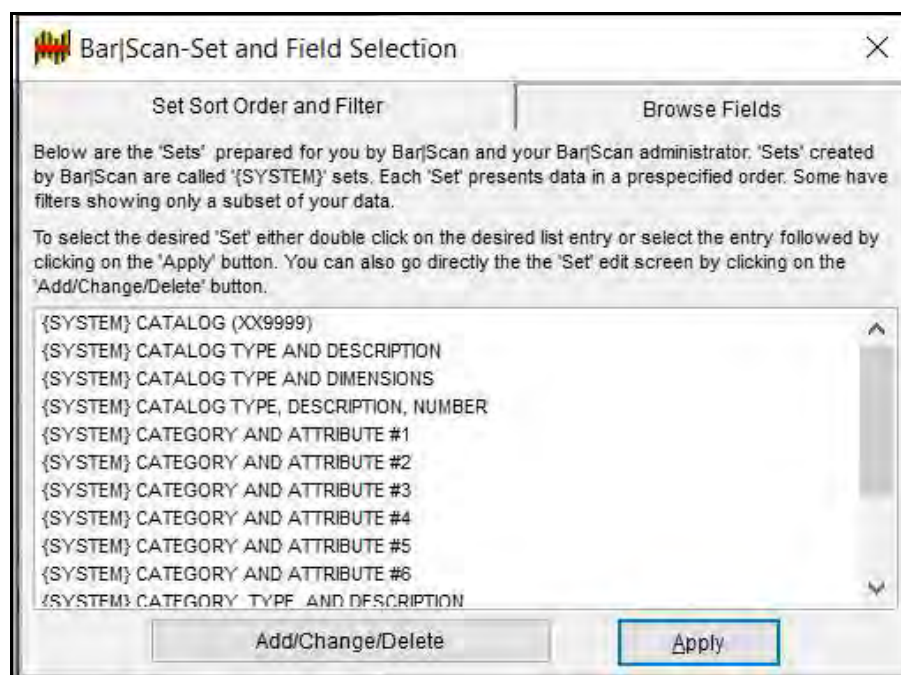 Bar|Scan-Set and Field Selection
Set Sort Order and Filter
Browse Fields
Below are the 'Sets' prepared for you by Bar|Scan and your Bar|Scan administrator. 'Sets' created
by Bar|Scan are called '{SYSTEM}' sets. Each 'Set' presents data in a prespecified order. Some have
filters showing only a subset of your data.
To select the desired 'Set' either double click on the desired list entry or select the entry followed by
clicking on the 'Apply' button. You can also go directly the the 'Set' edit screen by clicking on the
'Add/Change/Delete' button.
{SYSTEM} CATALOG (XX9999)
{SYSTEM} CATALOG TYPE AND DESCRIPTION
{SYSTEM} CATALOG TYPE AND DIMENSIONS
{SYSTEM} CATALOG TYPE, DESCRIPTION, NUMBER
{SYSTEM} CATEGORY AND ATTRIBUTE #1
{SYSTEM} CATEGORY AND ATTRIBUTE #2
{SYSTEM} CATEGORY AND ATTRIBUTE #3
{SYSTEM} CATEGORY AND ATTRIBUTE #4
{SYSTEM} CATEGORY AND ATTRIBUTE #5
{SYSTEM} CATEGORY AND ATTRIBUTE #6
{SYSTEM} CATEGORY, TYPE, AND DESCRIPTION
Add/Change/Delete
Apply